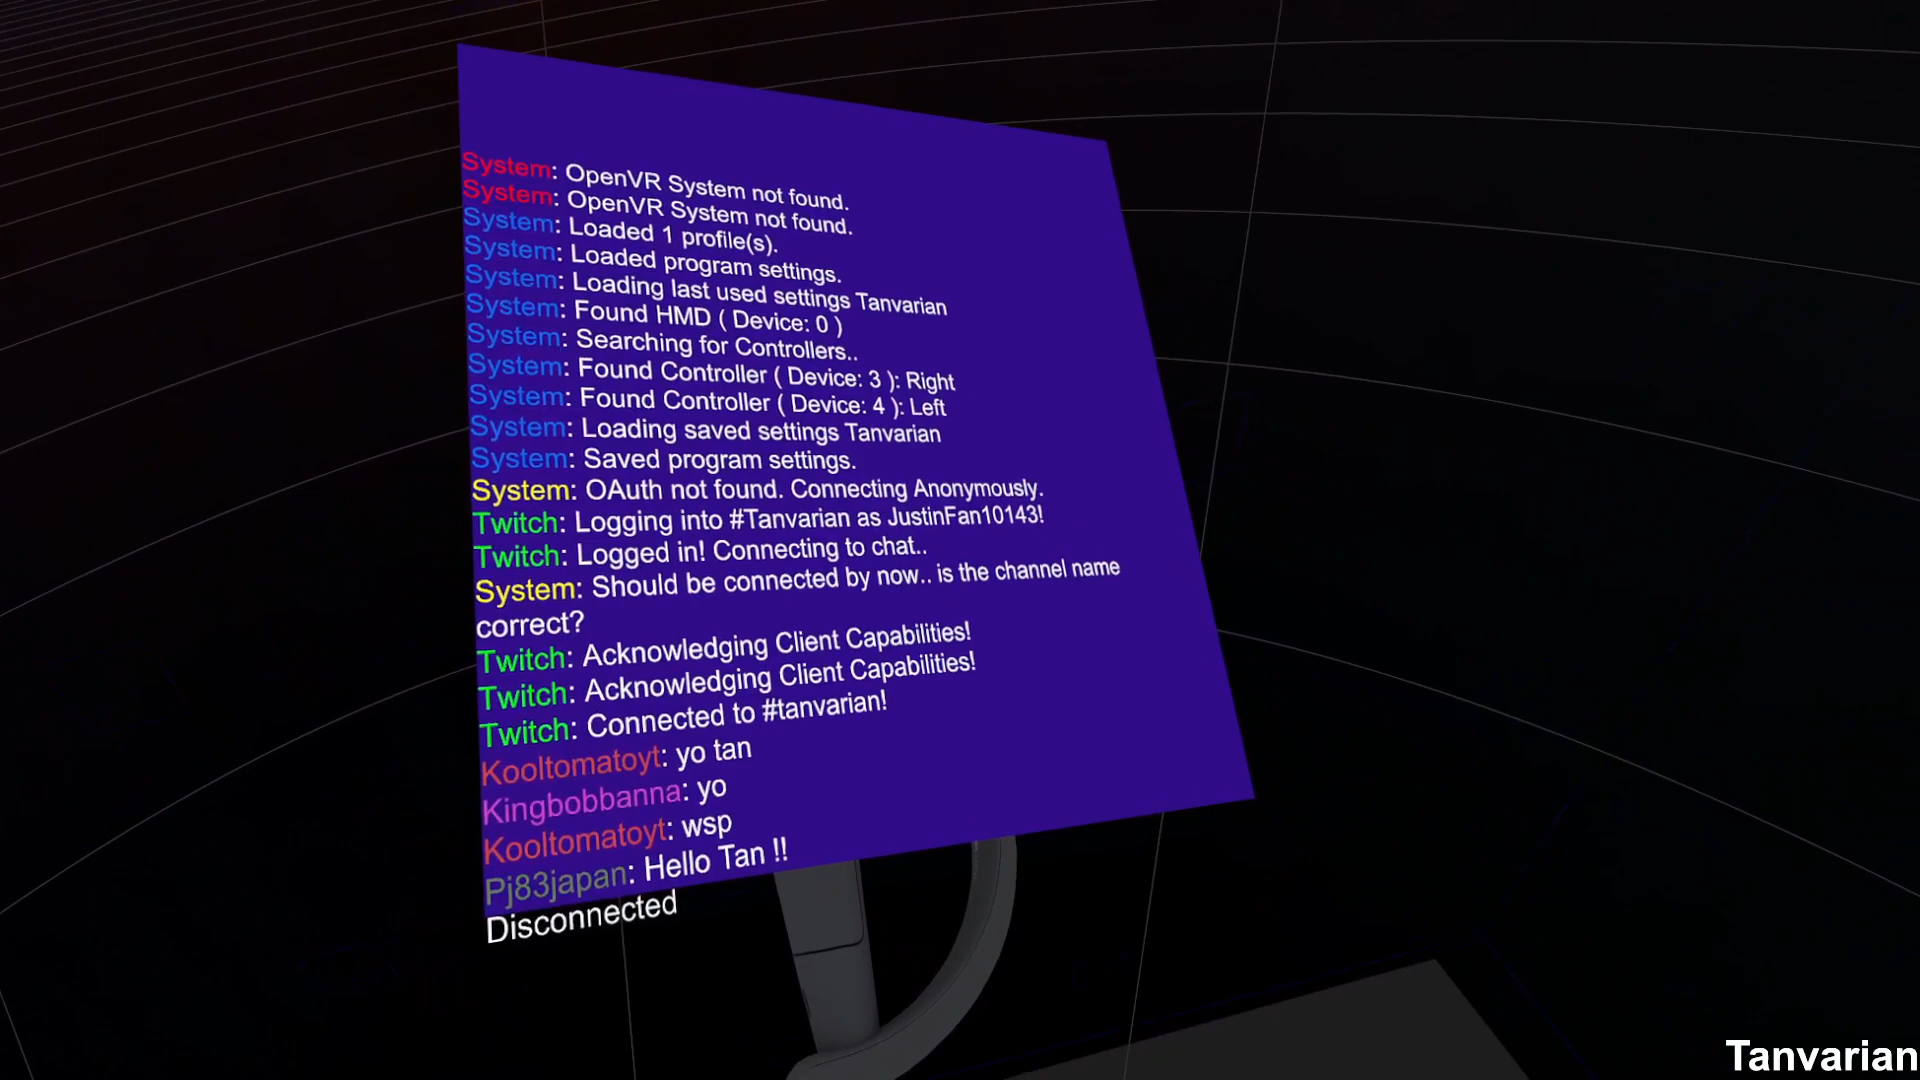 System: OpenVR System not found.
System: OpenVR System not found.
System: Loaded 1 profile(s).
System: Loaded program settings.
System: Loading last used settings Tanvarian
System: Found HMD ( Device: 0 )
System: Searching for Controllers..
System: Found Controller ( Device: 3 ): Right
System: Found Controller ( Device: 4 ): Left
System: Loading saved settings Tanvarian
System: Saved program settings.
System: OAuth not found. Connecting Anonymously.
Twitch: Logging into #Tanvarian as JustinFan10143!
Twitch: Logged in! Connecting to chat..
System: Should be connected by now.. is the channel name
correct?
Twitch: Acknowledging Client Capabilities!
Twitch: Acknowledging Client Capabilities!
Twitch: Connected to #tanvarian!
Kooltomatoyt: yo tan
Kingbobbanna: yo
Kooltomatoyt: wsp
Pj83japan: Hello Tan !!
Disconnected
Tanvarian